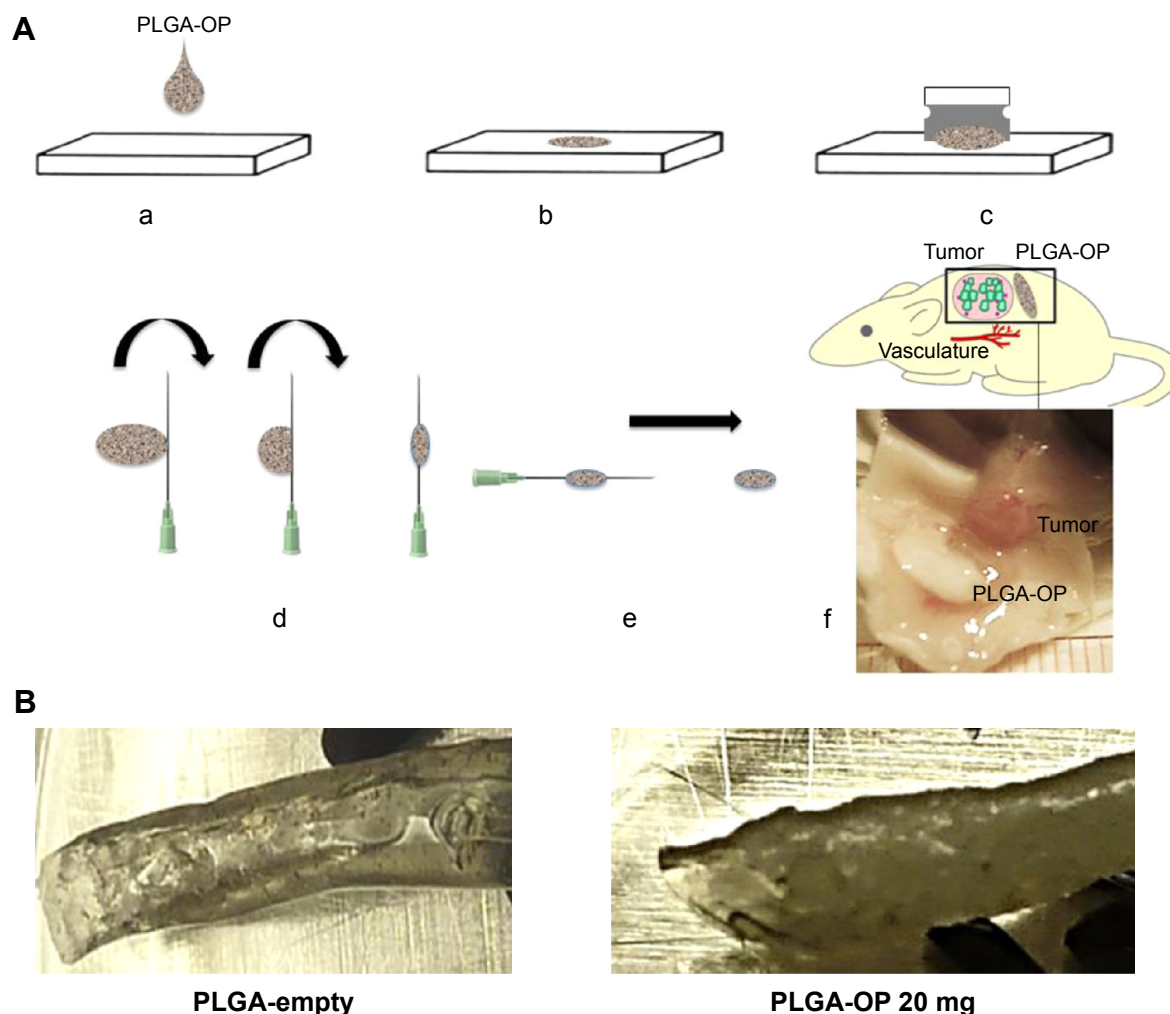 A
PLGA-OP
a
b
c
Tumor
PLGA-OP
Vasculature
d
e
f
Tumor
PLGA-OP
B
PLGA-empty
PLGA-OP 20 mg